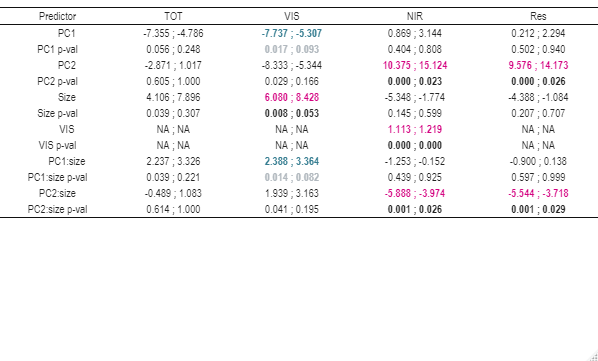 Predictor TOT VIS NIR Res
PC1 -7.355 ; -4.786 -7.737 ; -5.307 0.869 ; 3.144 0.212 ; 2.294
PC1 p-val 0.056 ; 0.248 0.017 ; 0.093 0.404 ; 0.808 0.502 ; 0.940
PC2 -2.871 ; 1.017 -8.333 ; -5.344 10.375 ; 15.124 9.576 ; 14.173
PC2 p-val 0.605 ; 1.000 0.029 ; 0.166 0.000 ; 0.023 0.000 ; 0.026
Size 4.106 ; 7.896 6.080 ; 8.428 -5.348 ; -1.774 -4.388 ; -1.084
Size p-val 0.039 ; 0.307 0.008 ; 0.053 0.145 ; 0.599 0.207 ; 0.707
VIS NA ; NA NA ; NA 1.113 ; 1.219 NA ; NA
VIS p-val NA ; NA NA ; NA 0.000 ; 0.000 NA ; NA
PC1:size 2.237 ; 3.326 2.388 ; 3.364 -1.253 ; -0.152 -0.900 ; 0.138
PC1:size p-val 0.039 ; 0.221 0.014 ; 0.082 0.439 ; 0.925 0.597 ; 0.999
PC2:size -0.489 ; 1.083 1.939 ; 3.163 -5.888 ; -3.974 -5.544 ; -3.718
PC2:size p-val 0.614 ; 1.000 0.041 ; 0.195 0.001 ; 0.026 0.001 ; 0.029